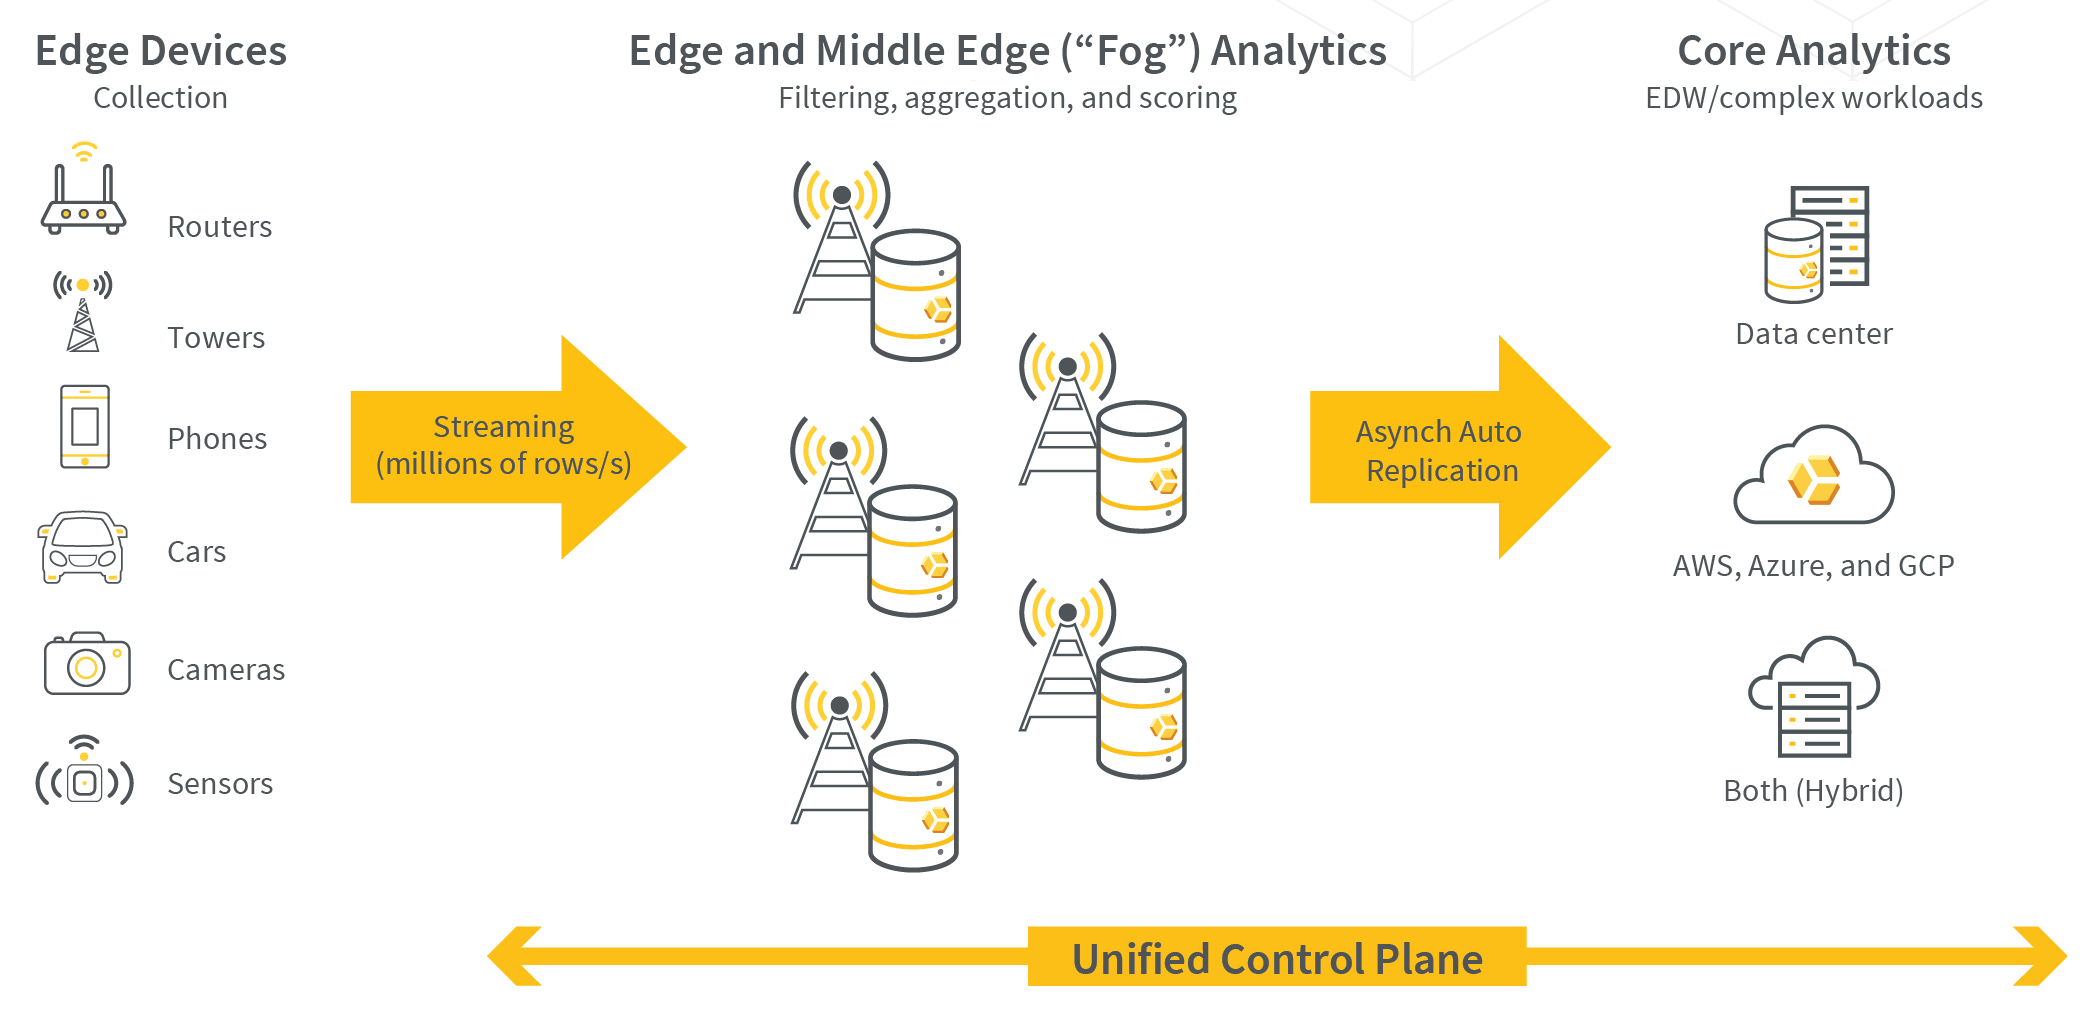 Edge Devices
Collection
Routers
Towers
Phones
Cars
Cameras
Sensors
Streaming
(millions of rows/s)
Edge and Middle Edge (“Fog”) Analytics
Filtering, aggregation, and scoring
Asynch Auto
Replication
Core Analytics
EDW/complex workloads
Data center
AWS, Azure, and GCP
Both (Hybrid)
Unified Control Plane